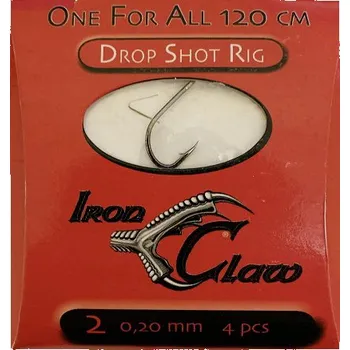 One For All 120 cm
Drop Shot Rig
Iron
Claw
®
2 0,20 mm 4 pcs